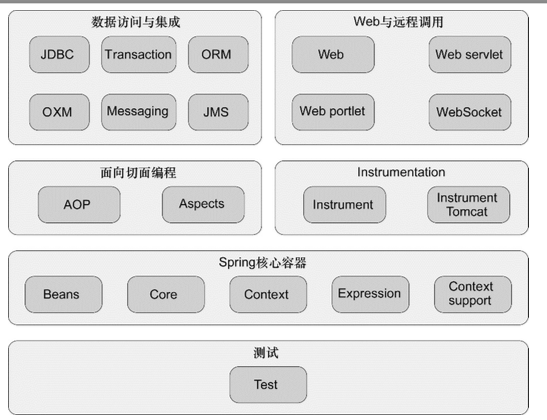 数据访问与集成
JDBC Transaction ORM
OXM Messaging JMS
Web与远程调用
Web Web servlet
Web portlet WebSocket
面向切面编程
AOP Aspects
Instrumentation
Instrument Instrument
Tomcat
Spring核心容器
Beans Core Context Expression Context
support
测试
Test